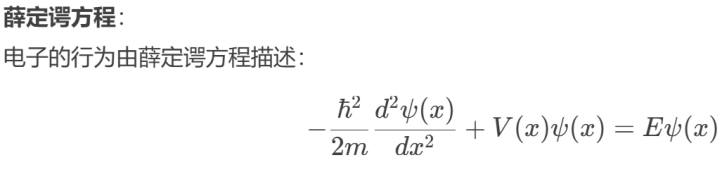 薛定谔方程：
电子的行为由薛定谔方程描述：
$-\frac{\hbar^2}{2m}\frac{d^2\psi(x)}{dx^2}+V(x)\psi(x)=E\psi(x)$